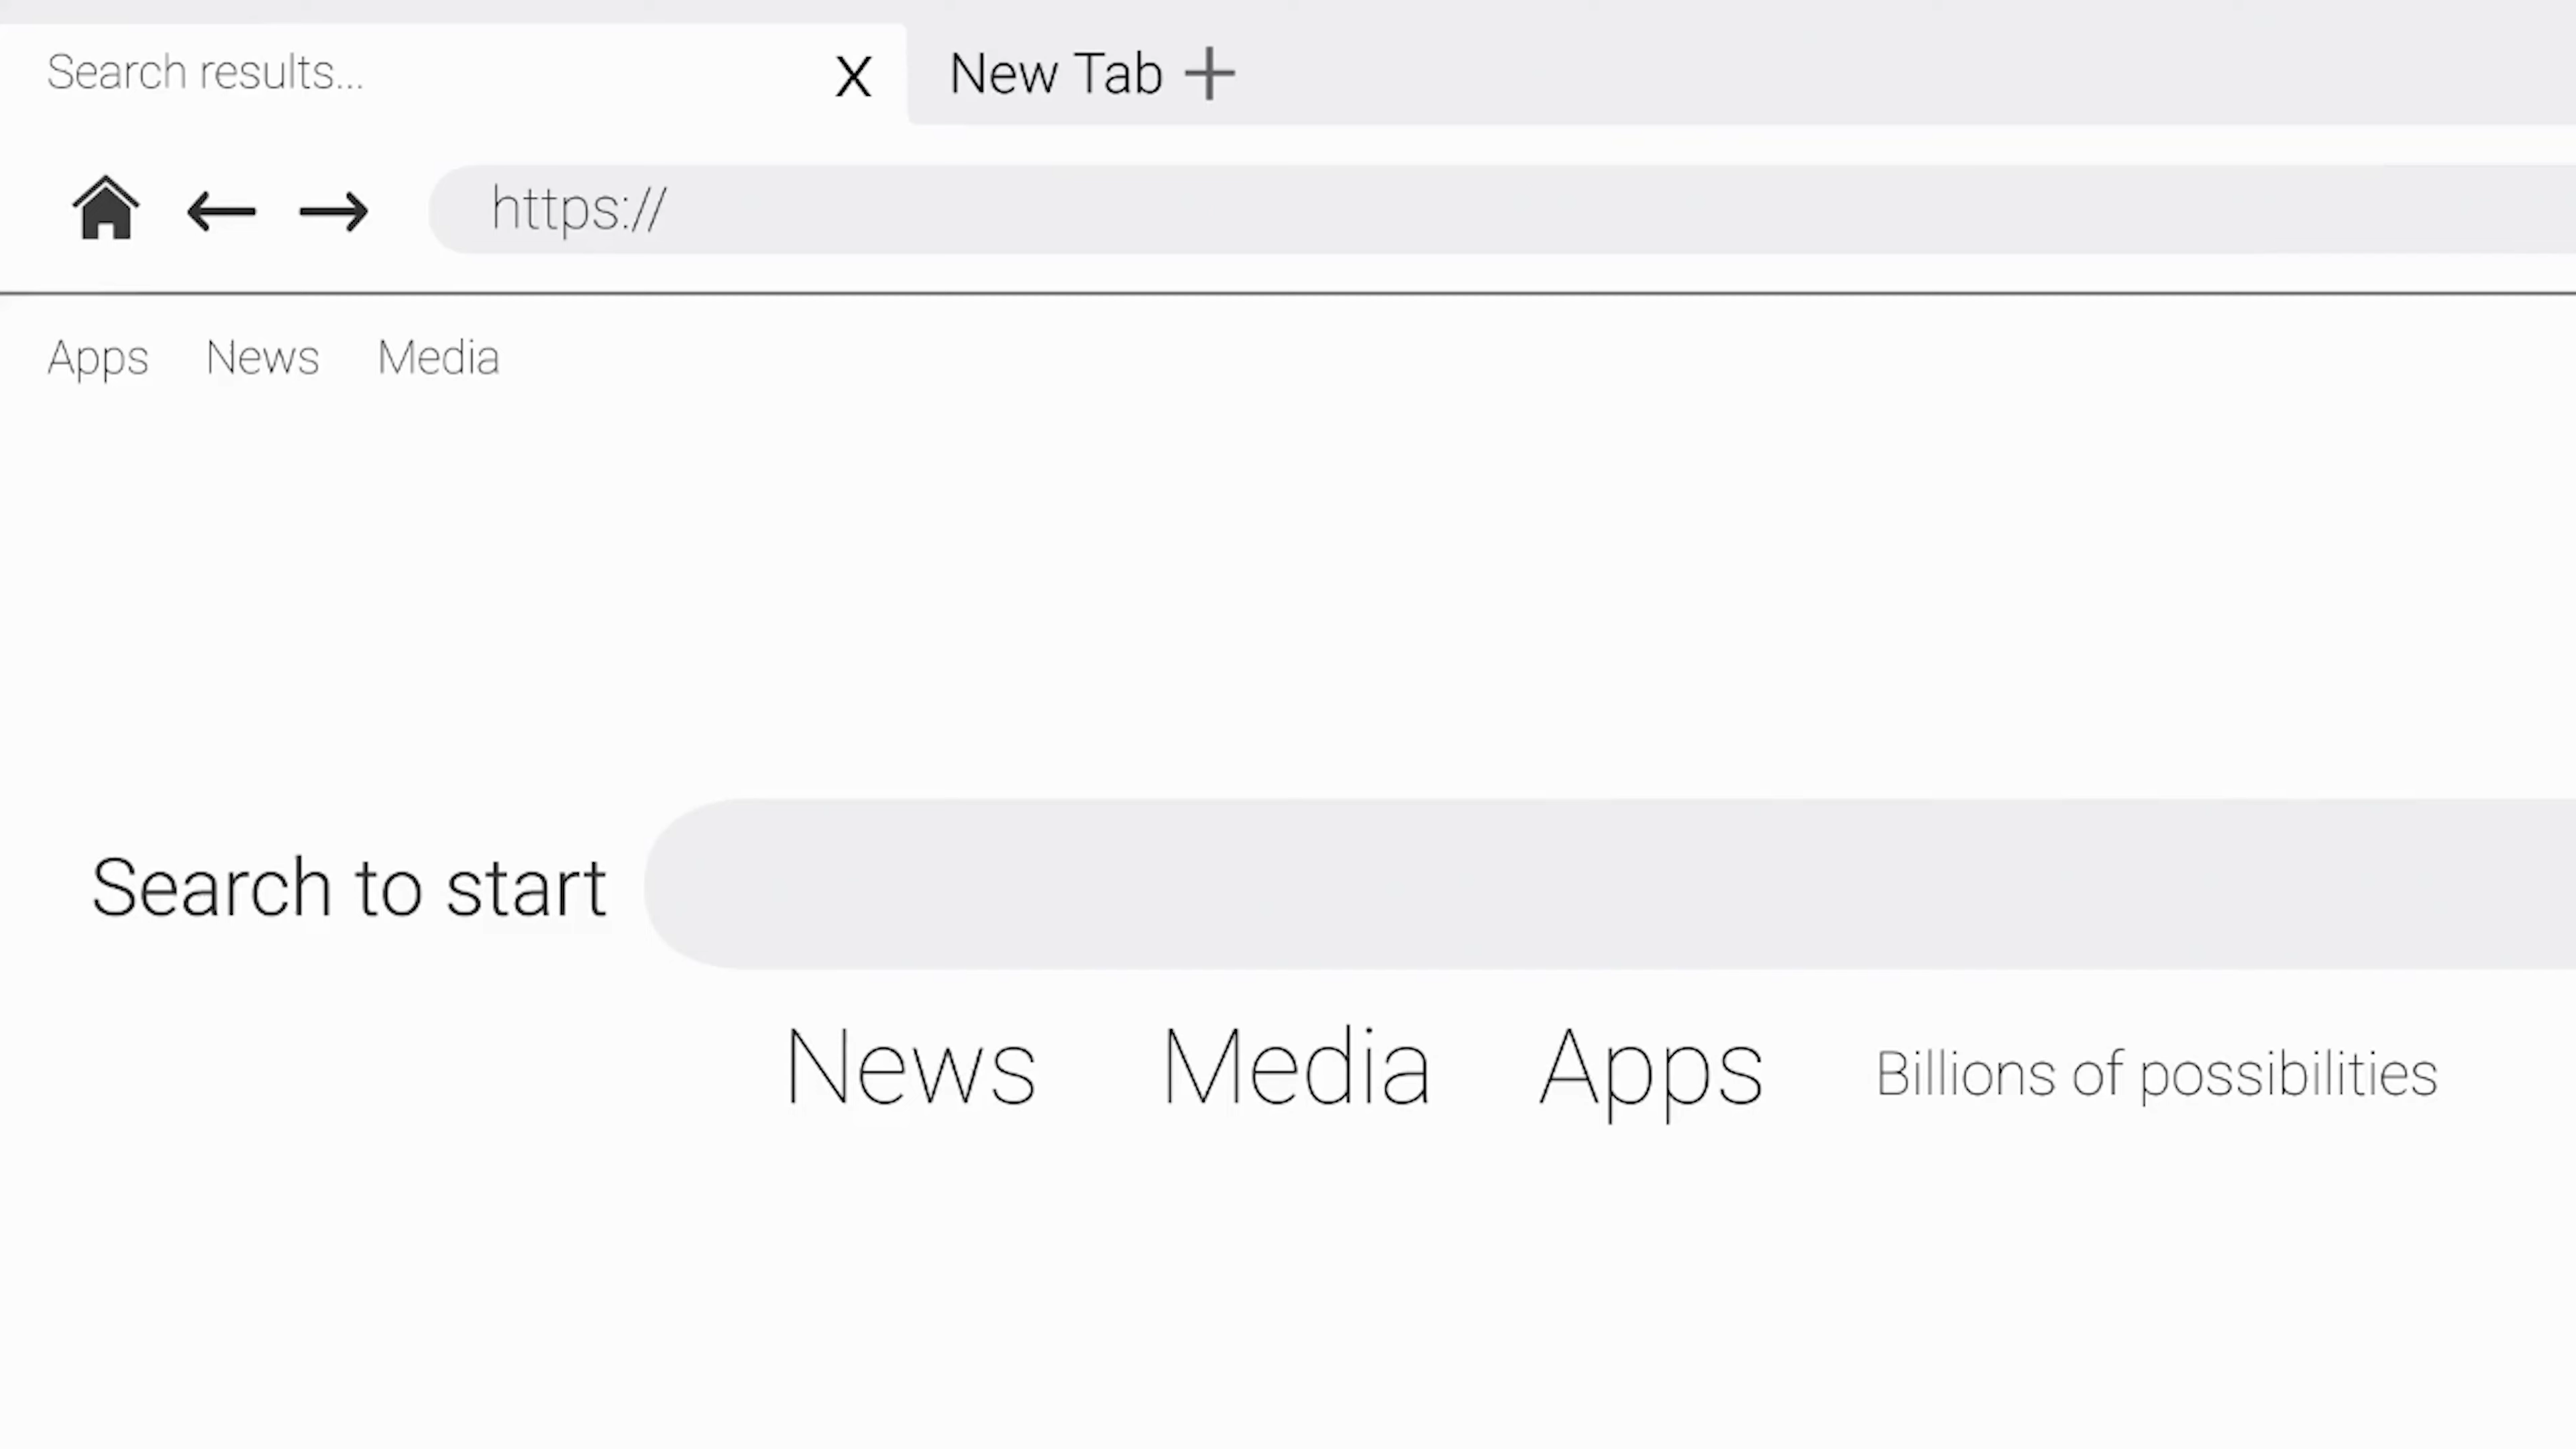 Search results... X New Tab +
https://
Apps News Media
Search to start
News Media Apps Billions of possibilities